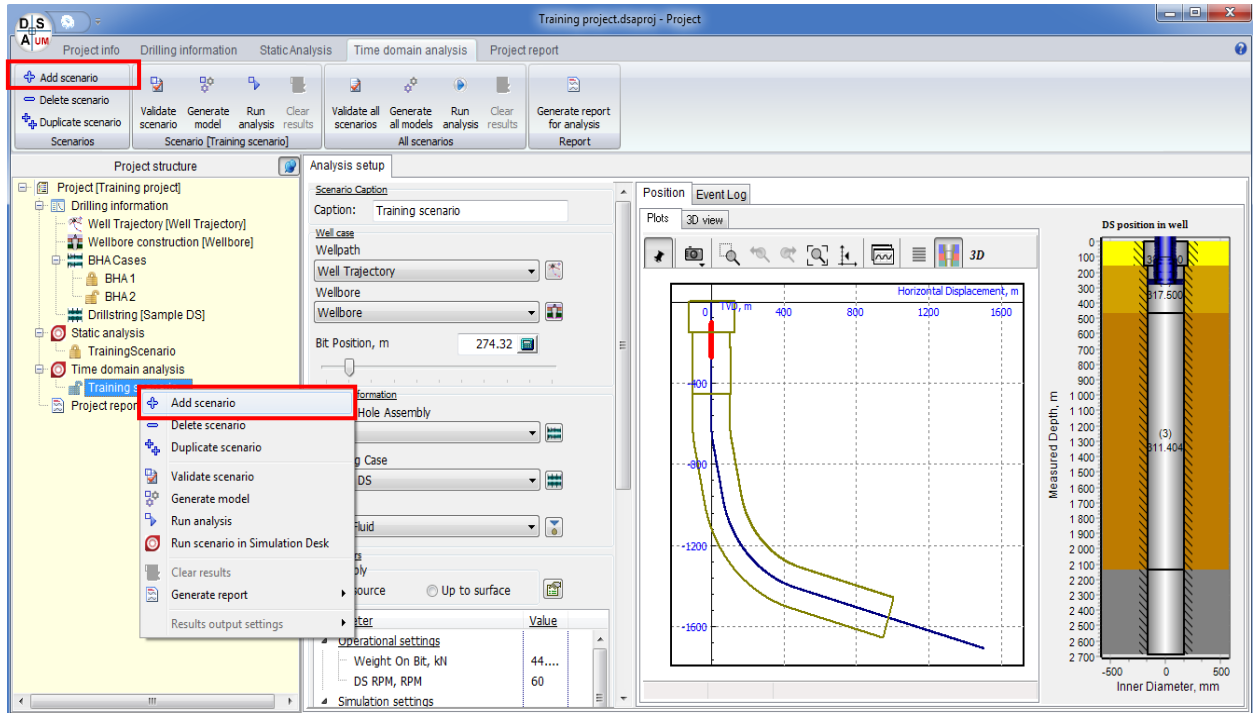 Training project.dsaproj - Project
D S
A UM
Project info Drilling information Static Analysis Time domain analysis Project report
Add scenario
Delete scenario
Duplicate scenario
Scenarios
Validate scenario
Generate model
Run analysis
Clear results
Scenario [Training scenario]
Validate all scenarios
Generate all models
Run analysis
Clear results
All scenarios
Generate report for analysis
Report
Project structure
Project [Training project]
Drilling information
Well Trajectory [Well Trajectory]
Wellbore construction [Wellbore]
BHA Cases
BHA 1
BHA 2
Drillstring [Sample DS]
Static analysis
TrainingScenario
Time domain analysis
Training
Project repor
Add scenario
Delete scenario
Duplicate scenario
Validate scenario
Generate model
Run analysis
Run scenario in Simulation Desk
Clear results
Generate report
Results output settings
Analysis setup
Scenario Caption
Caption: Training scenario
Well case
Wellpath
Well Trajectory
Wellbore
Wellbore
Bit Position, m 274.32
formation
Hole Assembly
g Case
DS
Fluid
ply
source Up to surface
eter Value
Operational settings
Weight On Bit, kN 44....
DS RPM, RPM 60
Simulation settings
Position Event Log
Plots 3D view
3D
Horizontal Displacement, m
0 TVD, m 400 800 1200 1600
-400
-800
-1200
-1600
DS position in well
0
100
200
300
400
500
600
700
800
900
1 000
1 100
1 200
1 300
1 400
1 500
1 600
1 700
1 800
1 900
2 000
2 100
2 200
2 300
2 400
2 500
2 600
2 700
Measured Depth, m
317.500
(3)
311.404
-500 0 500
Inner Diameter, mm